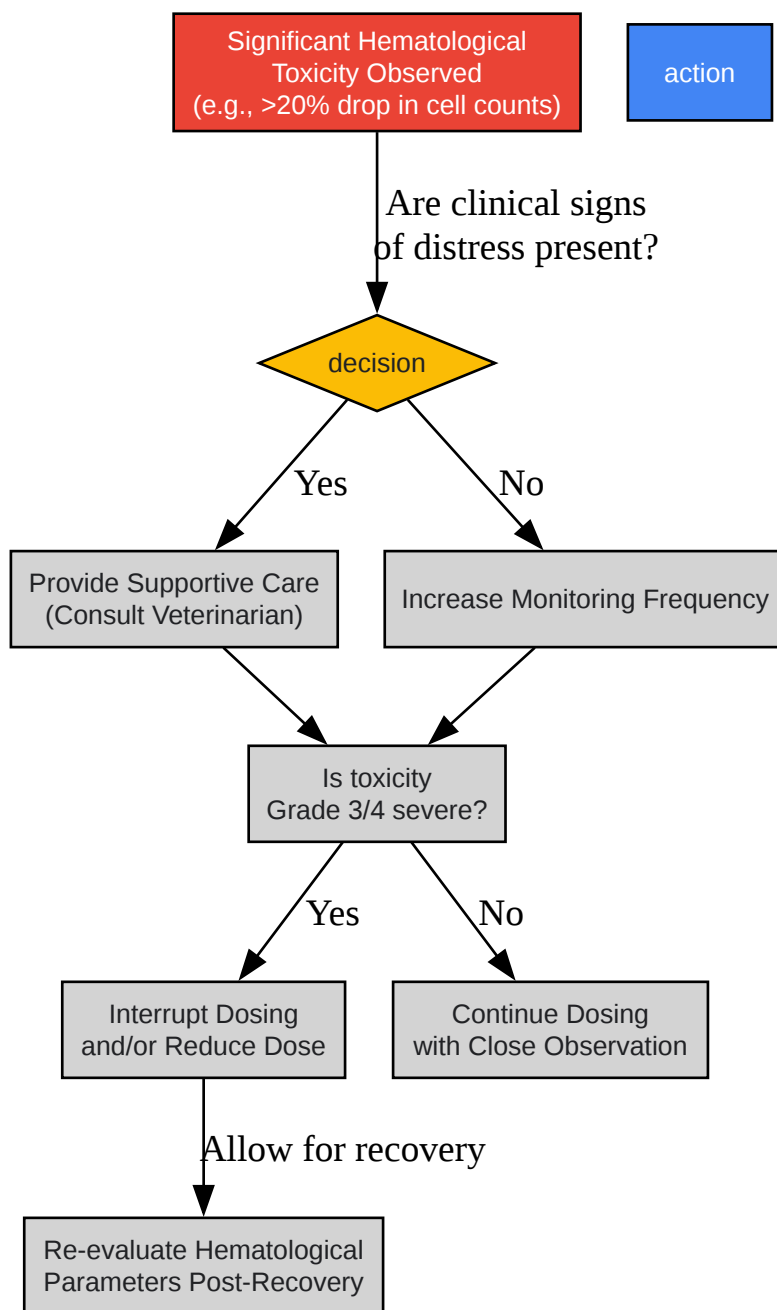 Significant Hematological
Toxicity Observed
(e.g., >20% drop in cell counts)
action
Are clinical signs
of distress present?
decision
Yes
No
Provide Supportive Care
(Consult Veterinarian)
Increase Monitoring Frequency
Is toxicity
Grade 3/4 severe?
Yes
No
Interrupt Dosing
and/or Reduce Dose
Continue Dosing
with Close Observation
Allow for recovery
Re-evaluate Hematological
Parameters Post-Recovery